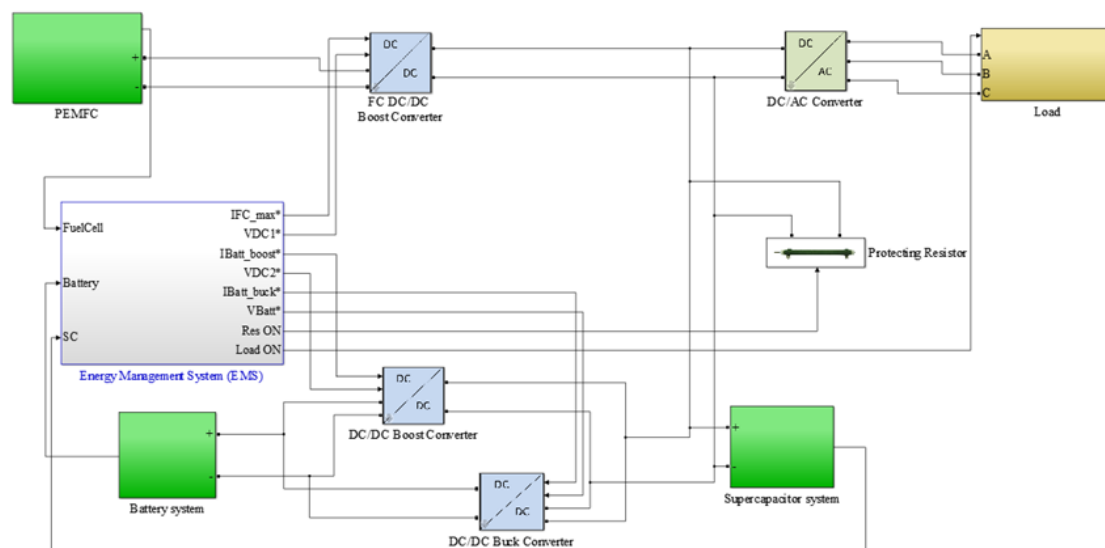 PEMFC
+
-
DC
DC
FC DC/DC
Boost Converter
DC
AC
DC/AC Converter
A
B
C
Load
FuelCell
Battery
SC
IFC_max*
VDC1*
IBatt_boost*
VDC2*
IBatt_buck*
VBatt*
Res ON
Load ON
Energy Management System (EMS)
Protecting Resistor
DC
DC
DC/DC Boost Converter
+
-
Battery system
DC
DC
DC/DC Buck Converter
+
-
Supercapacitor system